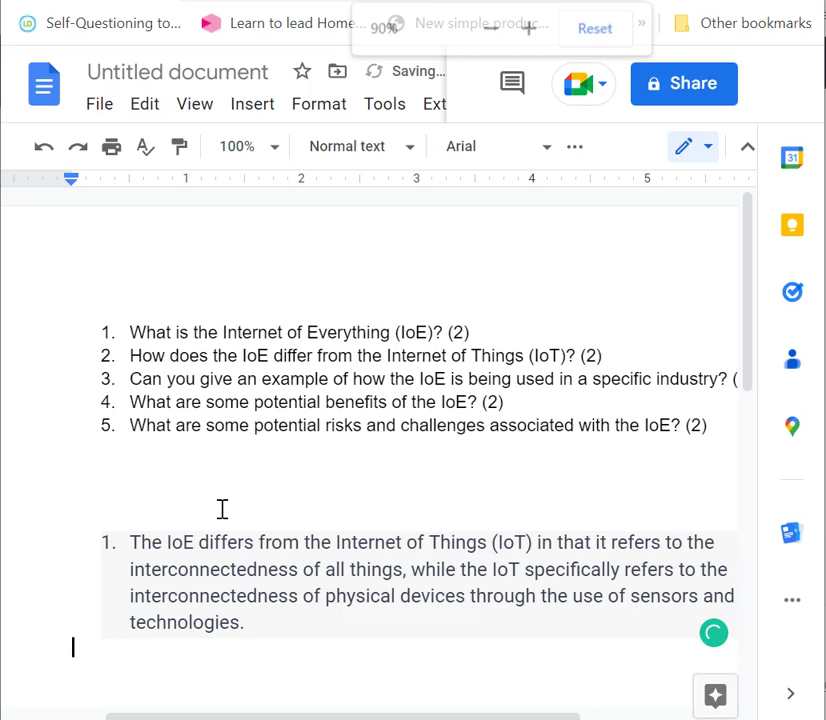 Self-Questioning to...
Learn to lead Home...
New simple produc...
90%
Reset
»
Other bookmarks
Untitled document
Saving...
File Edit View Insert Format Tools Ext
Share
100% Normal text Arial
1 2 3 4 5
31
1. What is the Internet of Everything (IoE)? (2)
2. How does the IoE differ from the Internet of Things (IoT)? (2)
3. Can you give an example of how the IoE is being used in a specific industry? (
4. What are some potential benefits of the IoE? (2)
5. What are some potential risks and challenges associated with the IoE? (2)
1. The IoE differs from the Internet of Things (IoT) in that it refers to the
interconnectedness of all things, while the IoT specifically refers to the
interconnectedness of physical devices through the use of sensors and
technologies.